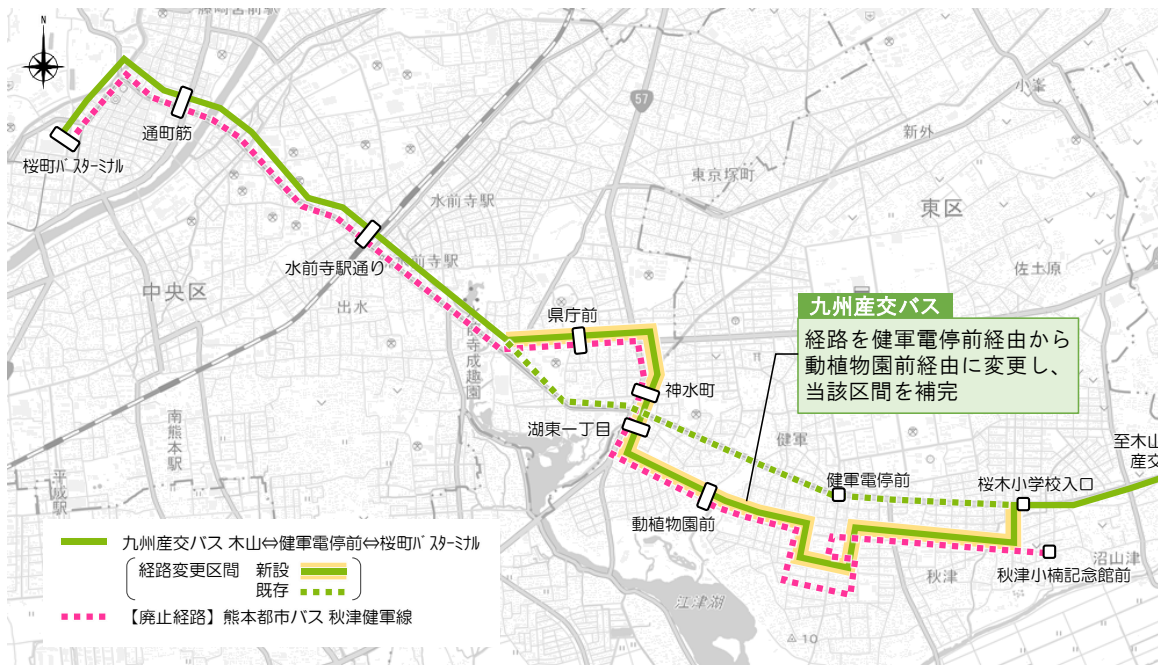 N
藤崎宮前駅
小峯
57
通町筋
新外
桜町バスターミナル
東京塚町
水前寺駅
東区
水前寺駅通り
佐土原
中央区
出水
県庁前
九州産交バス
経路を健軍電停前経由から
動植物園前経由に変更し、
当該区間を補完
水前寺成趣園
神水町
南熊本駅
湖東一丁目
健軍
至木山
産交
平成駅
健軍電停前
桜木小学校入口
動植物園前
沼山津
秋津
秋津小楠記念館前
江津湖
10
九州産交バス 木山⇔健軍電停前⇔桜町バスターミナル
経路変更区間 新設
既存
【廃止経路】熊本都市バス 秋津健軍線